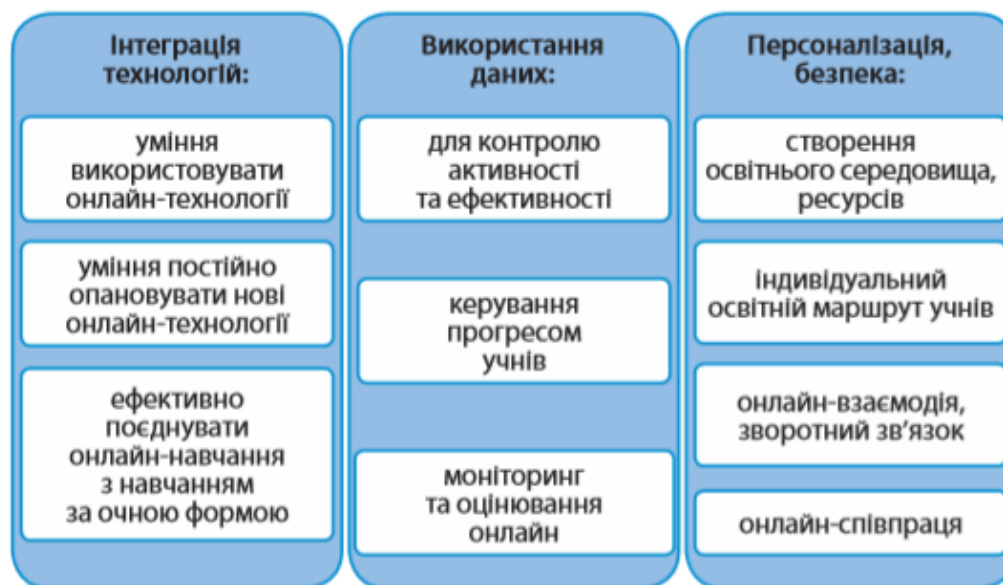 Інтеграція
технологій:
уміння
використовувати
онлайн-технології
уміння постійно
опановувати нові
онлайн-технології
ефективно
поєднувати
онлайн-навчання
з навчанням
за очною формою
Використання
даних:
для контролю
активності
та ефективності
керування
прогресом
учнів
моніторинг
та оцінювання
онлайн
Персоналізація,
безпека:
створення
освітнього середовища,
ресурсів
індивідуальний
освітній маршрут учнів
онлайн-взаємодія,
зворотний зв’язок
онлайн-співпраця